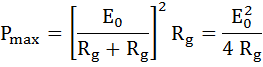 P_max = [E_0 / (R_g + R_g)]^2 R_g = E_0^2 / (4 R_g)